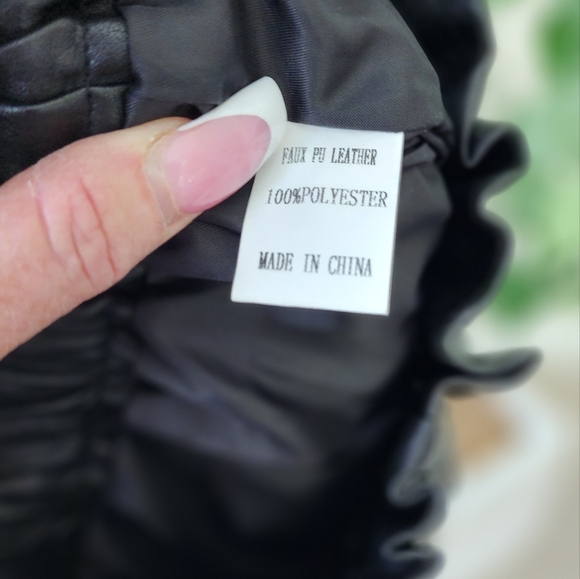 FAUX PU LEATHER
100%POLYESTER
MADE IN CHINA